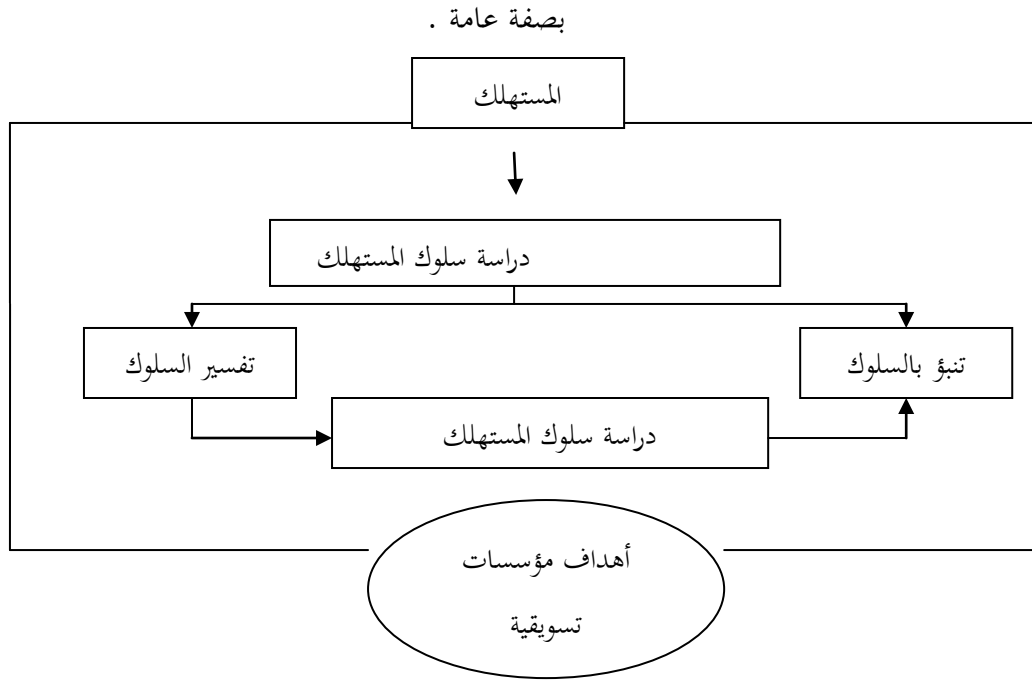 بصفة عامة .
المستهلك
دراسة سلوك المستهلك
تفسير السلوك
تنبؤ بالسلوك
دراسة سلوك المستهلك
أهداف مؤسسات
تسويقية